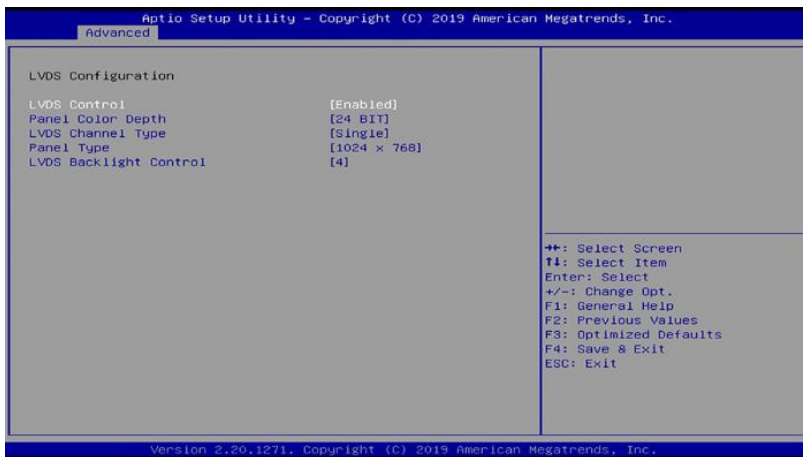 Aptio Setup Utility – Copyright (C) 2019 American Megatrends, Inc.
Advanced
LVDS Configuration
LVDS Control [Enabled]
Panel Color Depth [24 BIT]
LVDS Channel Type [Single]
Panel Type [1024 x 768]
LVDS Backlight Control [4]
→←: Select Screen
↑↓: Select Item
Enter: Select
+/-: Change Opt.
F1: General Help
F2: Previous Values
F3: Optimized Defaults
F4: Save & Exit
ESC: Exit
Version 2.20.1271. Copyright (C) 2019 American Megatrends, Inc.